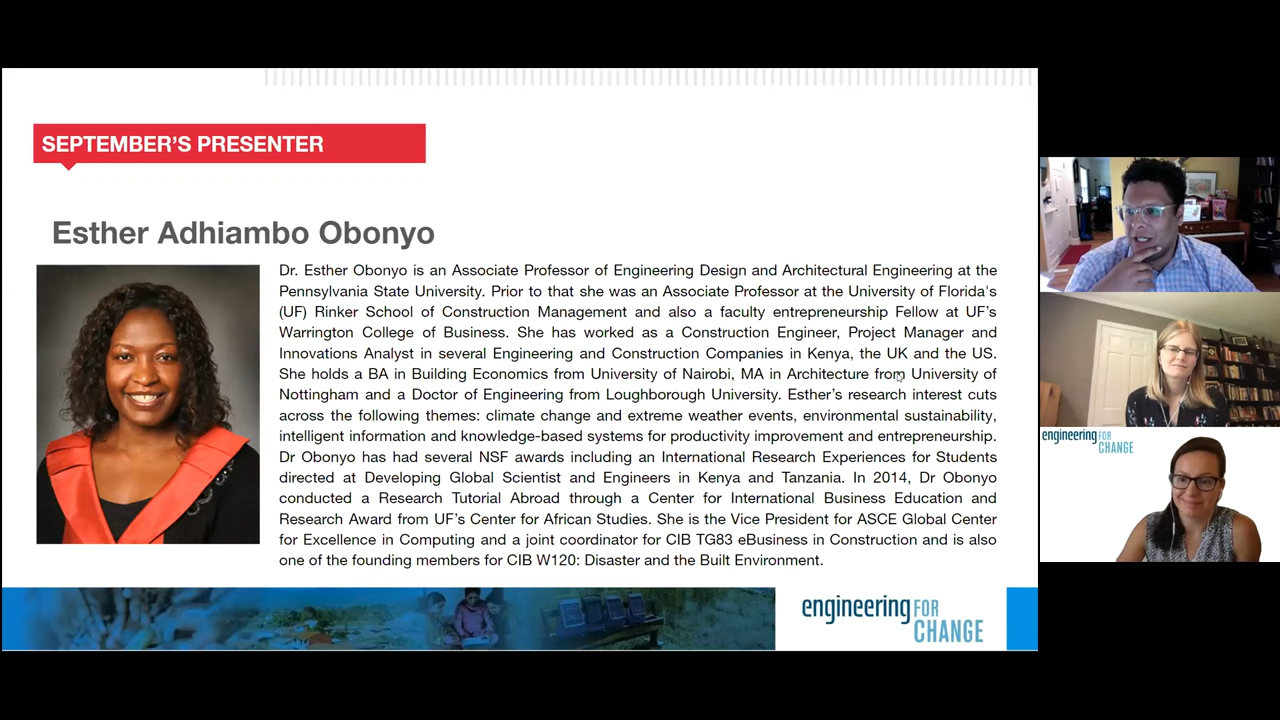 SEPTEMBER'S PRESENTER
Esther Adhiambo Obonyo
Dr. Esther Obonyo is an Associate Professor of Engineering Design and Architectural Engineering at the
Pennsylvania State University. Prior to that she was an Associate Professor at the University of Florida's
(UF) Rinker School of Construction Management and also a faculty entrepreneurship Fellow at UF's
Warrington College of Business. She has worked as a Construction Engineer, Project Manager and
Innovations Analyst in several Engineering and Construction Companies in Kenya, the UK and the US.
She holds a BA in Building Economics from University of Nairobi, MA in Architecture from University of
Nottingham and a Doctor of Engineering from Loughborough University. Esther's research interest cuts
across the following themes: climate change and extreme weather events, environmental sustainability,
intelligent information and knowledge-based systems for productivity improvement and entrepreneurship.
Dr Obonyo has had several NSF awards including an International Research Experiences for Students
directed at Developing Global Scientist and Engineers in Kenya and Tanzania. In 2014, Dr Obonyo
conducted a Research Tutorial Abroad through a Center for International Business Education and
Research Award from UF's Center for African Studies. She is the Vice President for ASCE Global Center
for Excellence in Computing and a joint coordinator for CIB TG83 eBusiness in Construction and is also
one of the founding members for CIB W120: Disaster and the Built Environment.
engineering FOR
CHANGE
engineering FOR
CHANGE